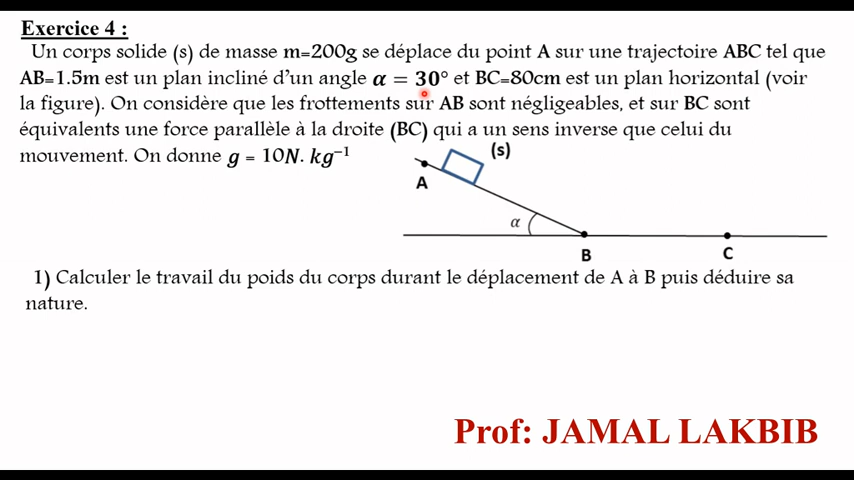 Exercice 4 :
Un corps solide (s) de masse m=200g se déplace du point A sur une trajectoire ABC tel que
AB=1.5m est un plan incliné d'un angle α = 30° et BC=80cm est un plan horizontal (voir
la figure). On considère que les frottements sur AB sont négligeables, et sur BC sont
équivalents une force parallèle à la droite (BC) qui a un sens inverse que celui du
mouvement. On donne g = 10N. kg⁻¹
(s)
A
α
B
C
1) Calculer le travail du poids du corps durant le déplacement de A à B puis déduire sa
nature.
Prof: JAMAL LAKBIB